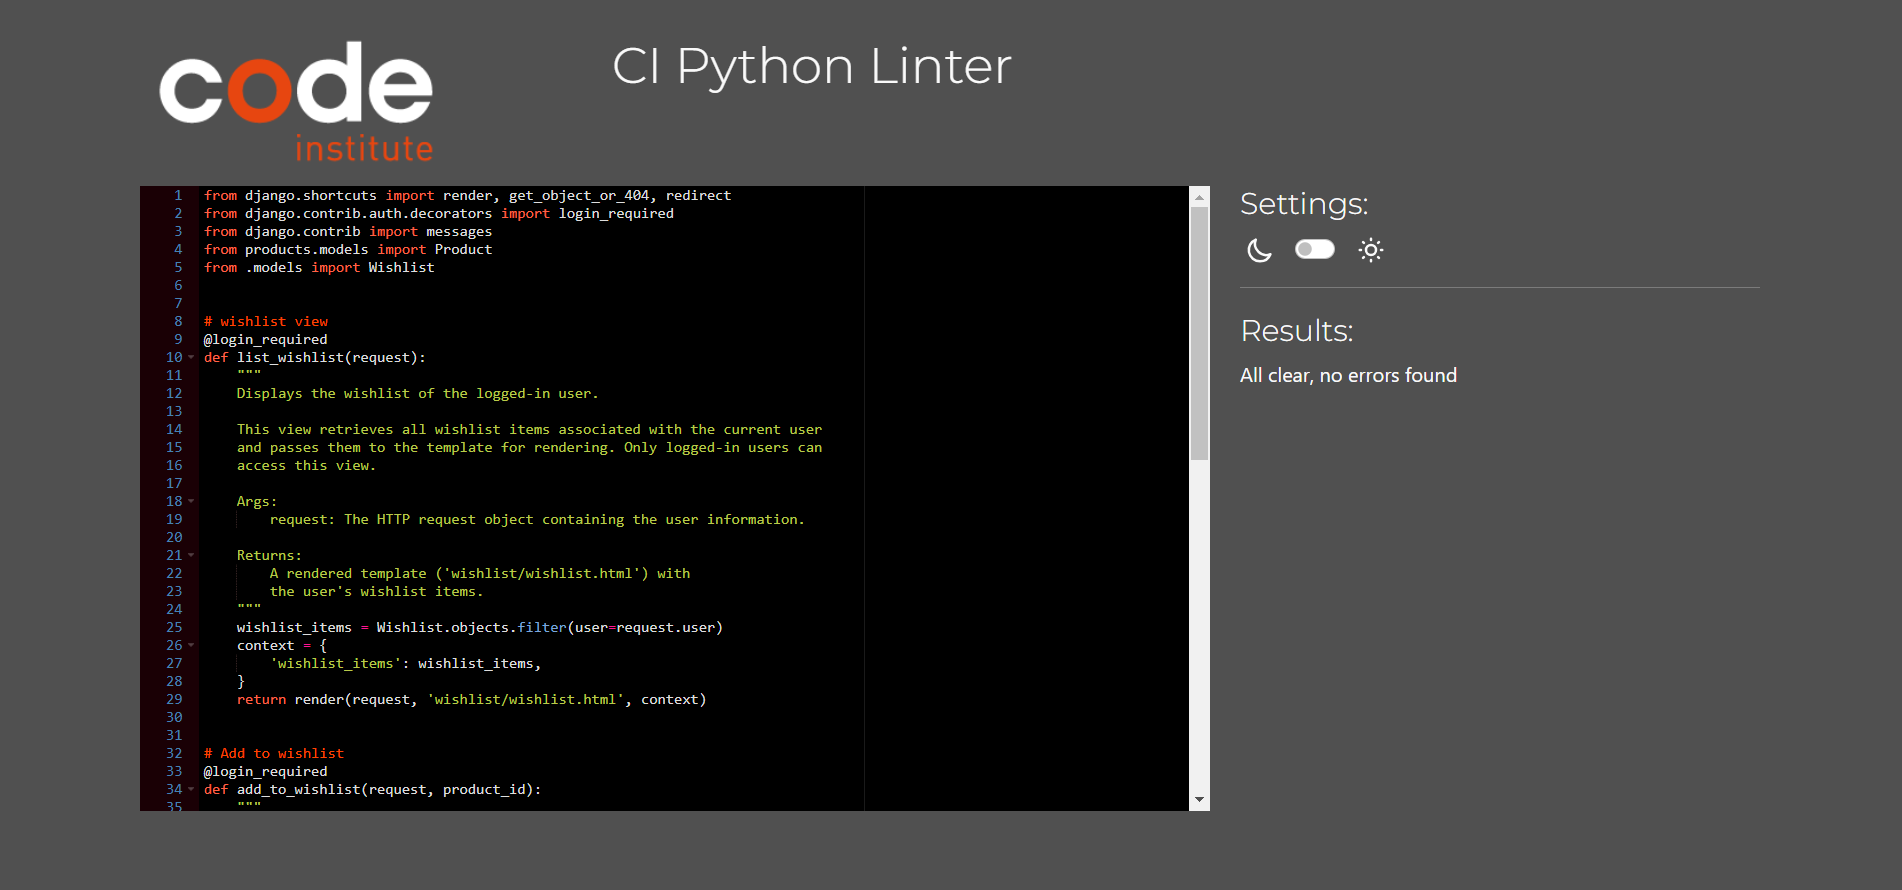 code
institute
CI Python Linter
1 from django.shortcuts import render, get_object_or_404, redirect
2 from django.contrib.auth.decorators import login_required
3 from django.contrib import messages
4 from products.models import Product
5 from .models import Wishlist
6
7
8 # wishlist view
9 @login_required
10 def list_wishlist(request):
11     """
12     Displays the wishlist of the logged-in user.
13
14     This view retrieves all wishlist items associated with the current user
15     and passes them to the template for rendering. Only logged-in users can
16     access this view.
17
18     Args:
19         request: The HTTP request object containing the user information.
20
21     Returns:
22         A rendered template ('wishlist/wishlist.html') with
23         the user's wishlist items.
24     """
25     wishlist_items = Wishlist.objects.filter(user=request.user)
26     context = {
27         'wishlist_items': wishlist_items,
28     }
29     return render(request, 'wishlist/wishlist.html', context)
30
31
32 # Add to wishlist
33 @login_required
34 def add_to_wishlist(request, product_id):
35     """
Settings:
Results:
All clear, no errors found